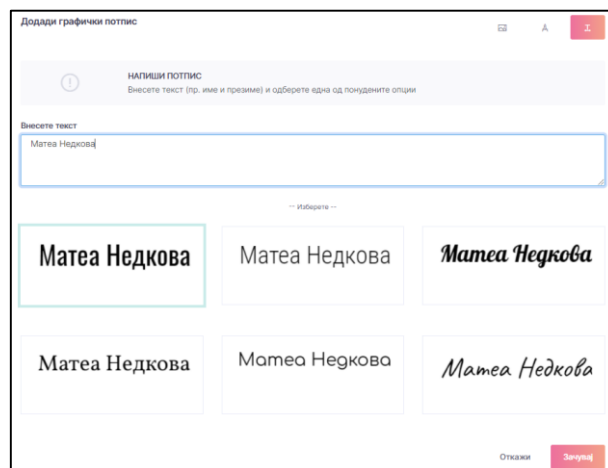 Додади графички потпис
НАПИШИ ПОТПИС
Внесете текст (пр. име и презиме) и одберете една од понудените опции
Внесете текст
Матеа Недкова
-- Изберете --
Матеа Недкова
Матеа Недкова
Матеа Недкова
Матеа Недкова
Матеа Недкова
Матеа Недкова
Откажи
Зачувај